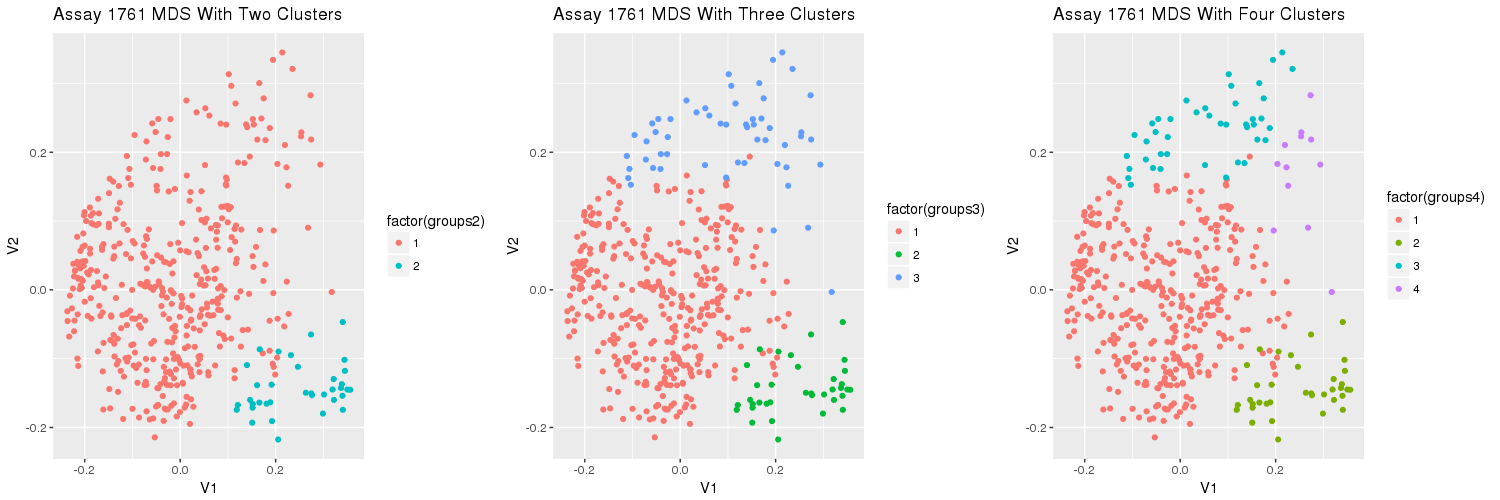 Assay 1761 MDS With Two Clusters
V2
0.2
0.0
-0.2
-0.2
0.0
0.2
V1
factor(groups2)
1
2
Assay 1761 MDS With Three Clusters
V2
0.2
0.0
-0.2
-0.2
0.0
0.2
V1
factor(groups3)
1
2
3
Assay 1761 MDS With Four Clusters
V2
0.2
0.0
-0.2
-0.2
0.0
0.2
V1
factor(groups4)
1
2
3
4